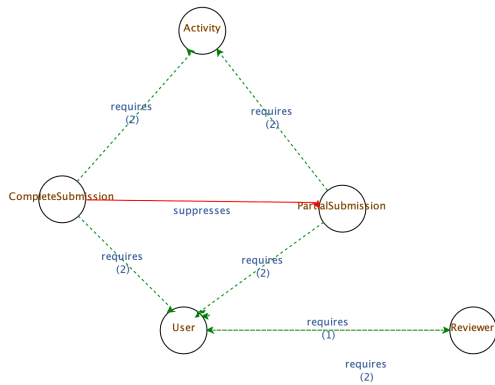 Activity
requires
(2)
requires
(2)
CompleteSubmission
suppresses
PartialSubmission
requires
(2)
requires
(2)
User
requires
(1)
Reviewer
requires
(2)